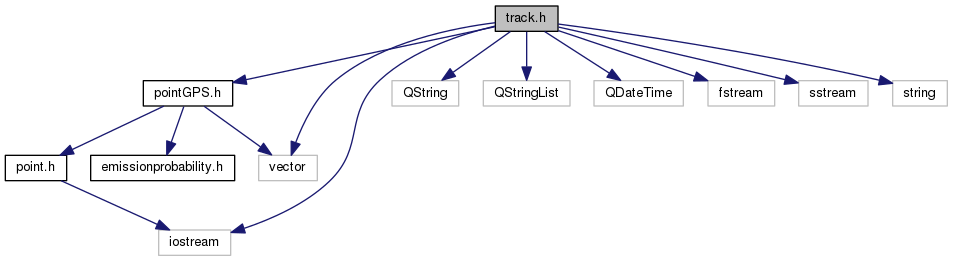 track.h
pointGPS.h
QString
QStringList
QDateTime
fstream
sstream
string
point.h
emissionprobability.h
vector
iostream